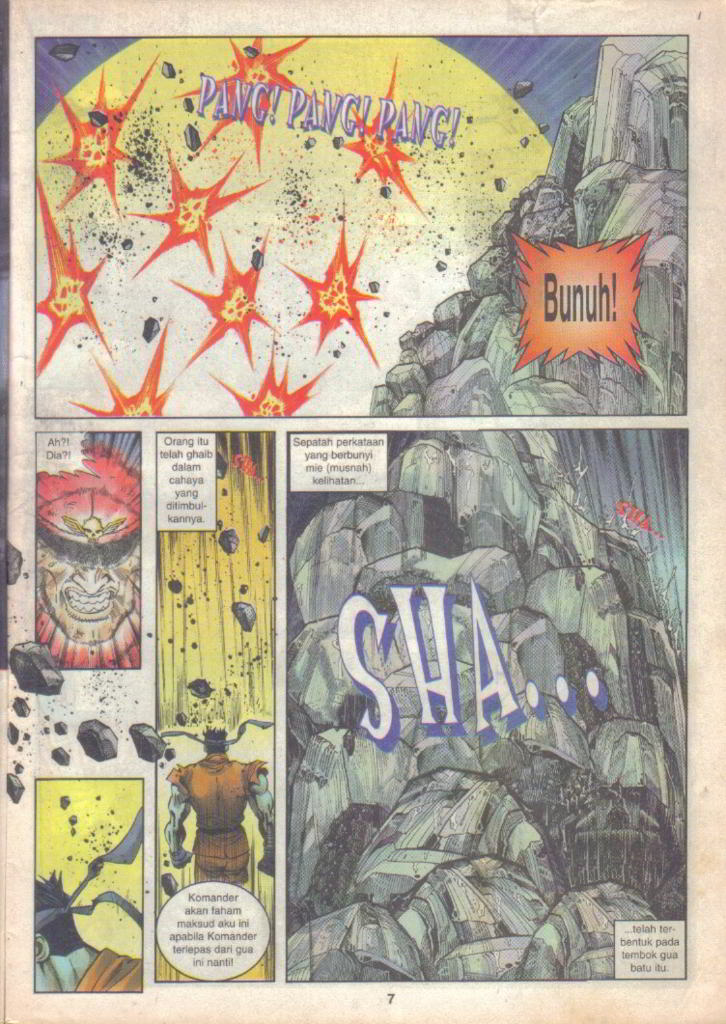 PANG! PANG! PANG!
Bunuh!
Ah?!
Dia?!
Orang itu
telah ghaib
dalam
cahaya
yang
ditimbul-
kannya.
SHA...
Sepatah perkataan
yang berbunyi
mie (musnah)
kelihatan...
SHA...
SHA...
Komander
akan faham
maksud aku ini
apabila Komander
terlepas dari gua
ini nanti!
...telah ter-
bentuk pada
tembok gua
batu itu.
7